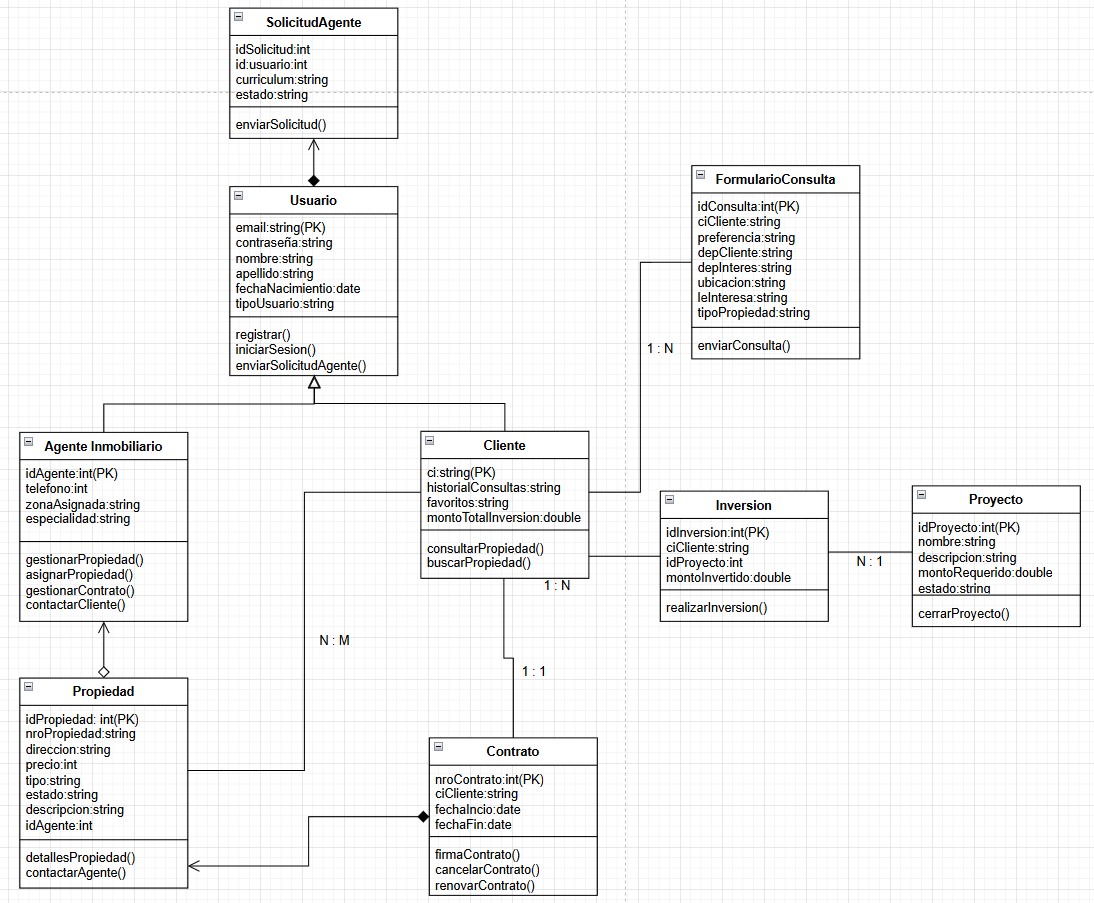 SolicitudAgente
idSolicitud:int
id:usuario:int
curriculum:string
estado:string
enviarSolicitud()
Usuario
email:string(PK)
contraseña:string
nombre:string
apellido:string
fechaNacimientio:date
tipoUsuario:string
registrar()
iniciarSesion()
enviarSolicitudAgente()
FormularioConsulta
idConsulta:int(PK)
ciCliente:string
preferencia:string
depCliente:string
depInteres:string
ubicacion:string
leInteresa:string
tipoPropiedad:string
enviarConsulta()
1 : N
Agente Inmobiliario
idAgente:int(PK)
telefono:int
zonaAsignada:string
especialidad:string
gestionarPropiedad()
asignarPropiedad()
gestionarContrato()
contactarCliente()
Cliente
ci:string(PK)
historialConsultas:string
favoritos:string
montoTotalInversion:double
consultarPropiedad()
buscarPropiedad()
1 : N
Inversion
idInversion:int(PK)
ciCliente:string
idProyecto:int
montoInvertido:double
realizarInversion()
N : 1
Proyecto
idProyecto:int(PK)
nombre:string
descripcion:string
montoRequerido:double
estado:string
cerrarProyecto()
N : M
1 : 1
Propiedad
idPropiedad: int(PK)
nroPropiedad:string
direccion:string
precio:int
tipo:string
estado:string
descripcion:string
idAgente:int
detallesPropiedad()
contactarAgente()
Contrato
nroContrato:int(PK)
ciCliente:string
fechaIncio:date
fechaFin:date
firmaContrato()
cancelarContrato()
renovarContrato()